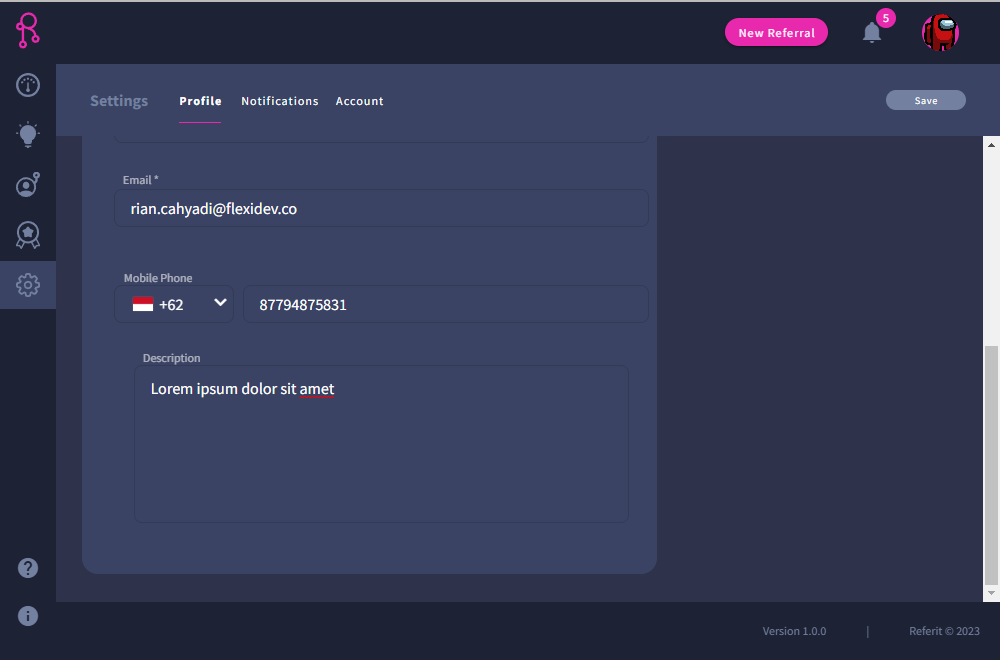 New Referral
5
Settings
Profile
Notifications
Account
Save
Email *
rian.cahyadi@flexidev.co
Mobile Phone
+62
87794875831
Description
Lorem ipsum dolor sit amet
Version 1.0.0 | Referit © 2023